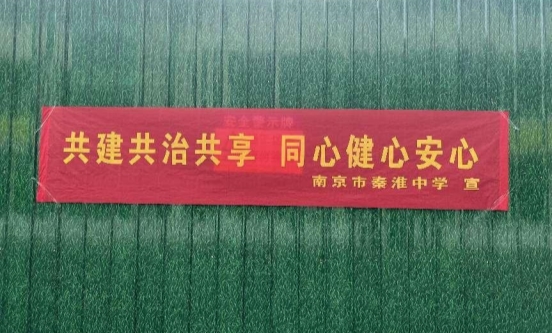 共建共治共享 同心健心安心
南京市秦淮中学 宣